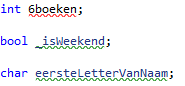 int 6boeken;
bool _isWeekend;
char eersteLetterVanNaam;